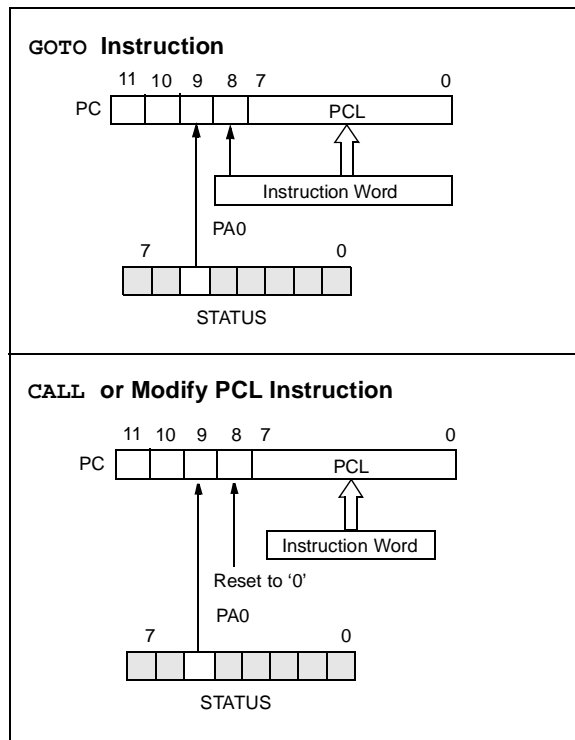 GOTO Instruction
11 10 9 8 7 0
PC PCL
Instruction Word
PA0
7 0
STATUS
CALL or Modify PCL Instruction
11 10 9 8 7 0
PC PCL
Instruction Word
Reset to ‘0’
PA0
7 0
STATUS